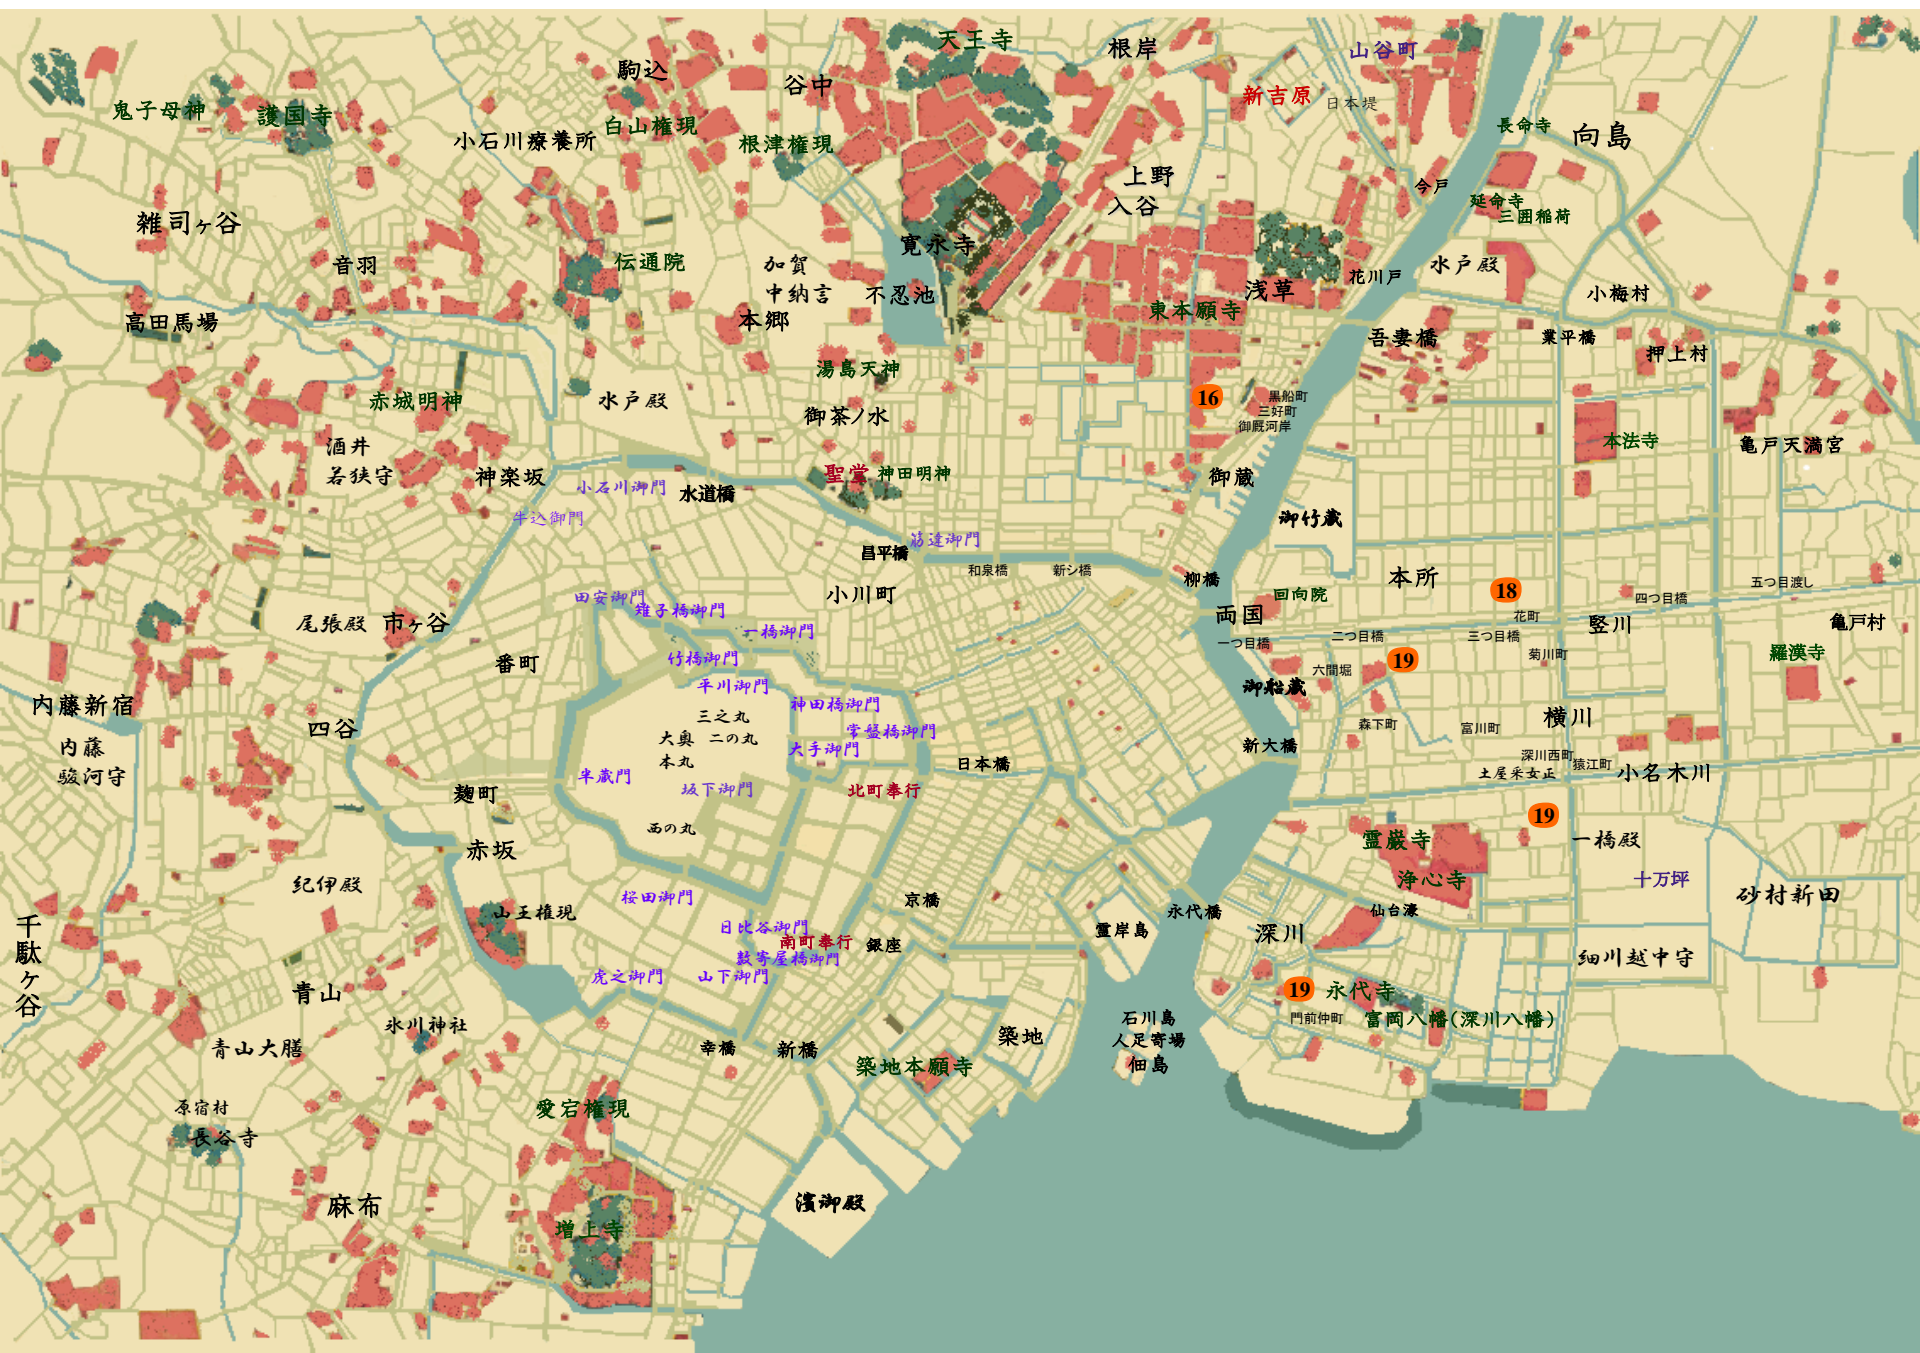 天王寺
根岸
山谷町
駒込
谷中
新吉原
日本堤
鬼子母神
護国寺
小石川療養所
白山権現
根津権現
長命寺
向島
上野
入谷
今戸
延命寺
三囲稲荷
雑司ヶ谷
音羽
伝通院
加賀
中納言
寛永寺
不忍池
浅草
花川戸
水戸殿
小梅村
高田馬場
本郷
東本願寺
吾妻橋
業平橋
押上村
湯島天神
赤城明神
水戸殿
御茶ノ水
16
黒船町
三好町
御厩河岸
本法寺
亀戸天満宮
酒井
若狭守
神楽坂
小石川御門
水道橋
聖堂
神田明神
御蔵
牛込御門
御竹蔵
昌平橋
筋違御門
和泉橋
新シ橋
柳橋
本所
18
五つ目渡し
田安御門
雉子橋御門
小川町
回向院
両国
花町
四つ目橋
竪川
亀戸村
尾張殿
市ヶ谷
一橋御門
一つ目橋
二つ目橋
三つ目橋
菊川町
羅漢寺
番町
竹橋御門
平川御門
六間堀
19
御船蔵
内藤新宿
四谷
神田橋御門
三之丸
大奥
二の丸
本丸
常盤橋御門
大手御門
森下町
富川町
横川
内藤
駿河守
半蔵門
坂下御門
北町奉行
日本橋
新大橋
深川西町
猿江町
土屋采女正
小名木川
麹町
西の丸
19
赤坂
霊巌寺
浄心寺
一橋殿
十万坪
砂村新田
紀伊殿
山王権現
桜田御門
日比谷御門
南町奉行
数寄屋橋御門
京橋
銀座
霊岸島
永代橋
深川
仙台濠
千駄ヶ谷
虎之御門
山下御門
細川越中守
青山
19
永代寺
門前仲町
富岡八幡(深川八幡)
氷川神社
青山大膳
幸橋
新橋
築地
石川島
人足寄場
佃島
築地本願寺
原宿村
長谷寺
愛宕権現
麻布
濱御殿
増上寺